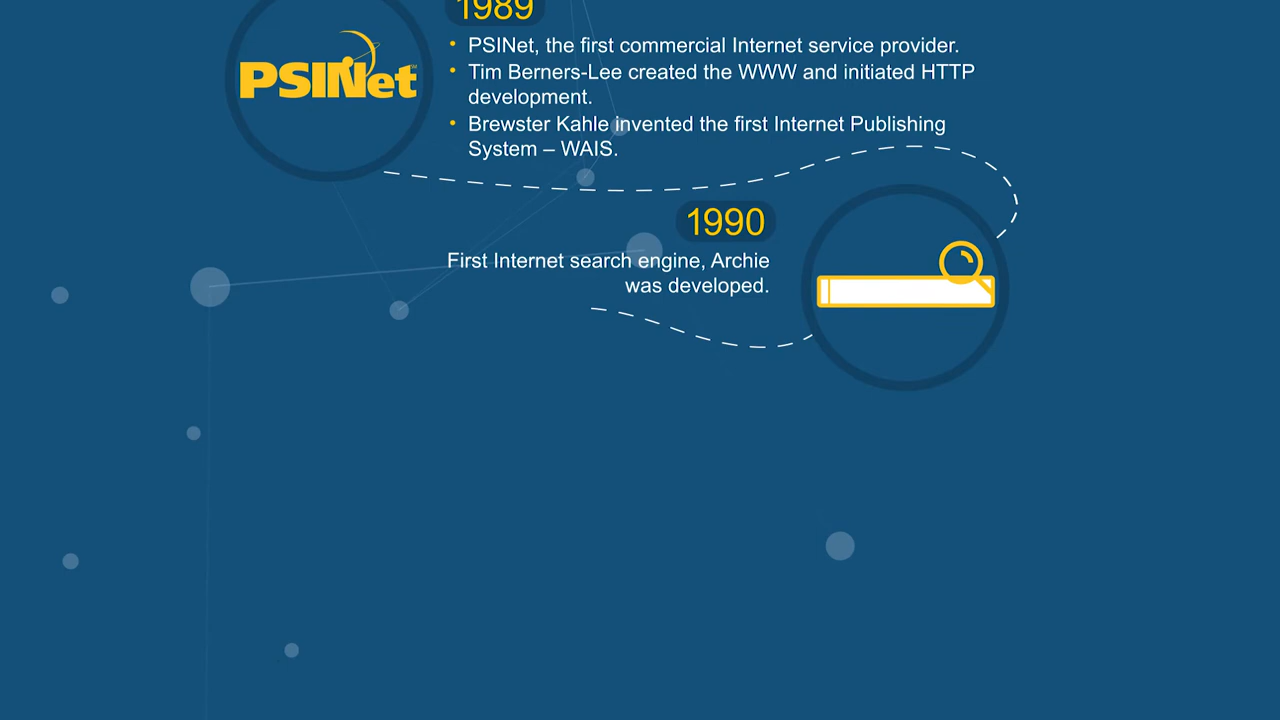 1989
PSINet
• PSINet, the first commercial Internet service provider.
• Tim Berners-Lee created the WWW and initiated HTTP
development.
• Brewster Kahle invented the first Internet Publishing
System – WAIS.
1990
First Internet search engine, Archie
was developed.